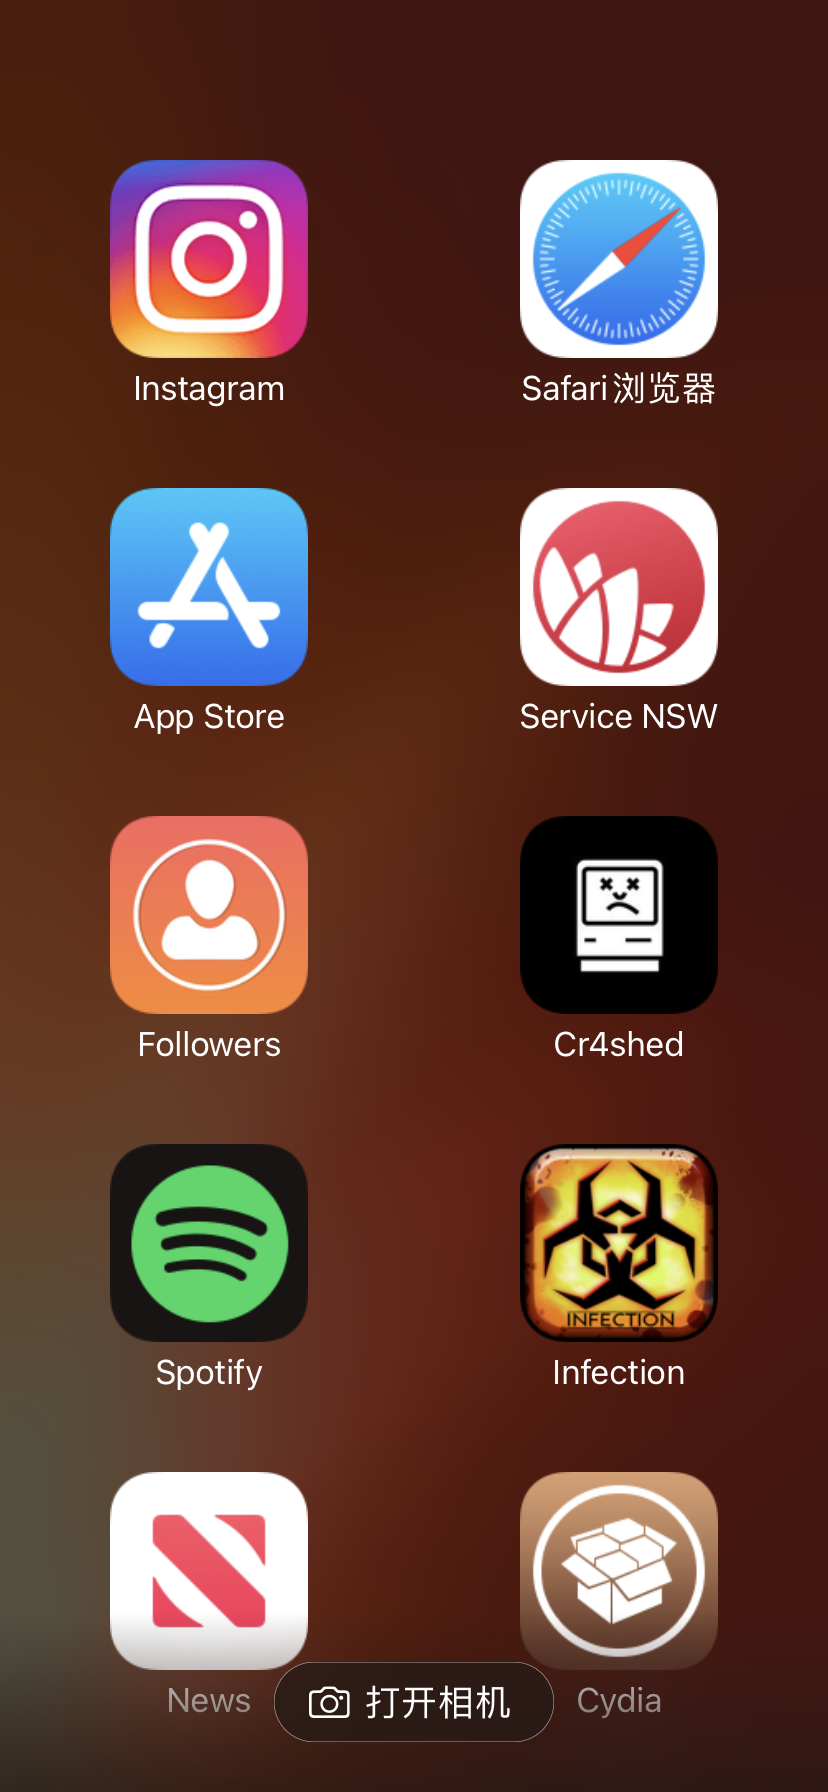 Instagram
Safari浏览器
App Store
Service NSW
Followers
Cr4shed
Spotify
INFECTION
Infection
News
打开相机
Cydia